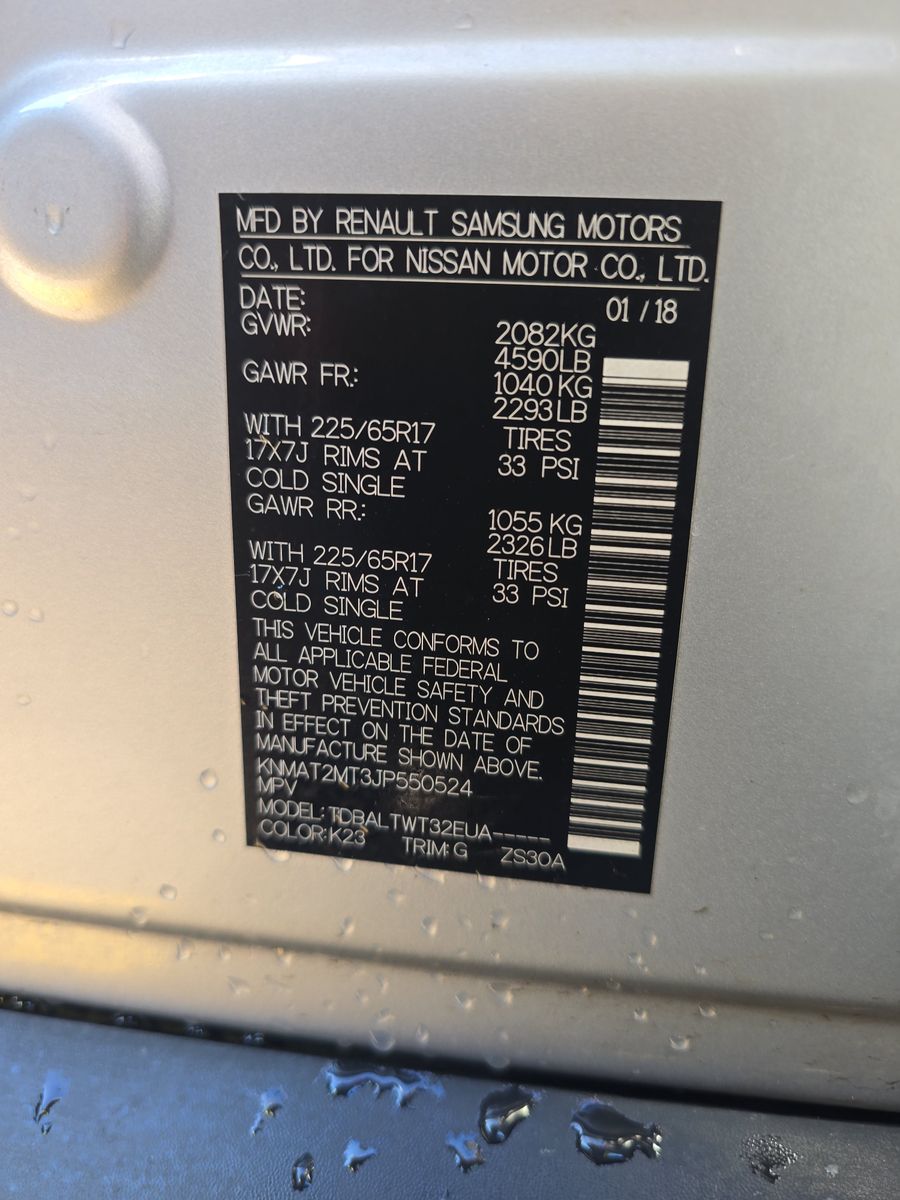 MFD BY RENAULT SAMSUNG MOTORS
CO., LTD. FOR NISSAN MOTOR CO., LTD.
DATE: 01 / 18
GVWR: 2082KG
4590LB
GAWR FR.: 1040 KG
2293 LB
WITH 225/65R17 TIRES
17X7J RIMS AT 33 PSI
COLD SINGLE
GAWR RR.: 1055 KG
2326 LB
WITH 225/65R17 TIRES
17X7J RIMS AT 33 PSI
COLD SINGLE
THIS VEHICLE CONFORMS TO
ALL APPLICABLE FEDERAL
MOTOR VEHICLE SAFETY AND
THEFT PREVENTION STANDARDS
IN EFFECT ON THE DATE OF
MANUFACTURE SHOWN ABOVE.
KNMAT2MT3JP550524
MPV
MODEL: TDBALTWT32EUA-----
COLOR: K23 TRIM: G ZS30A